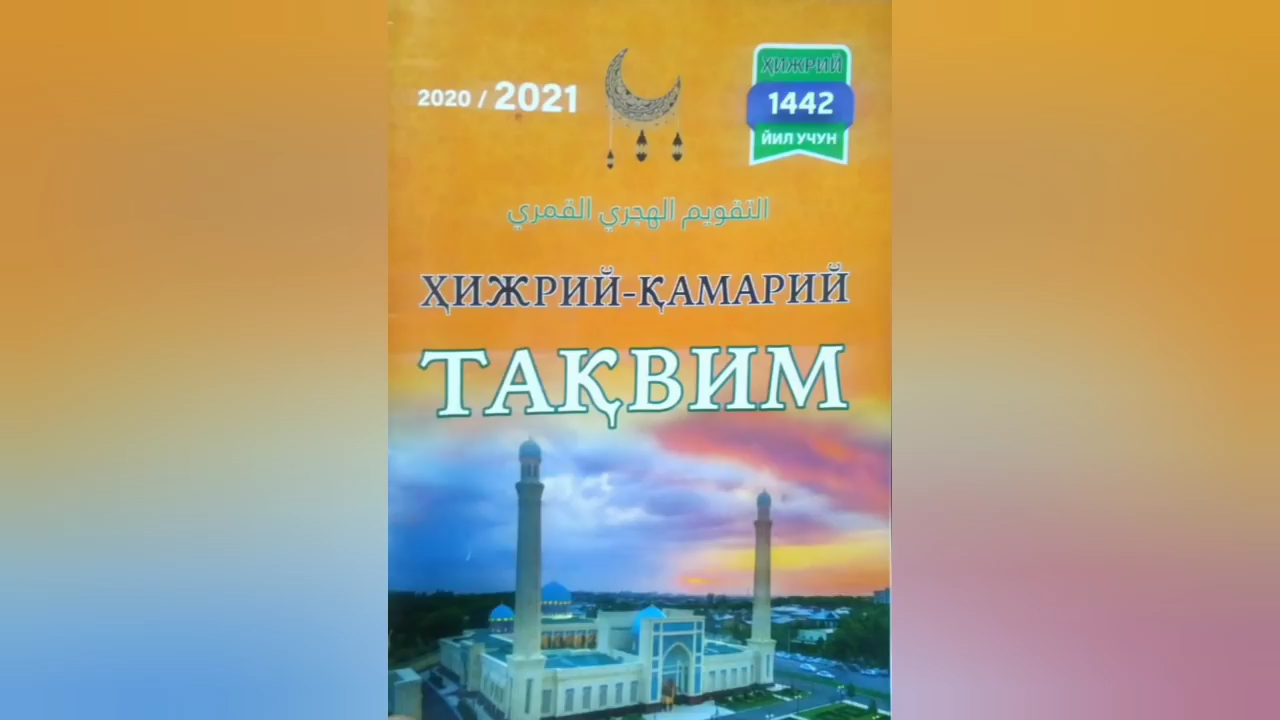 2020 / 2021
ҲИЖРИЙ
1442
ЙИЛ УЧУН
التقويم الهجري القمري
ҲИЖРИЙ-ҚАМАРИЙ
ТАҚВИМ